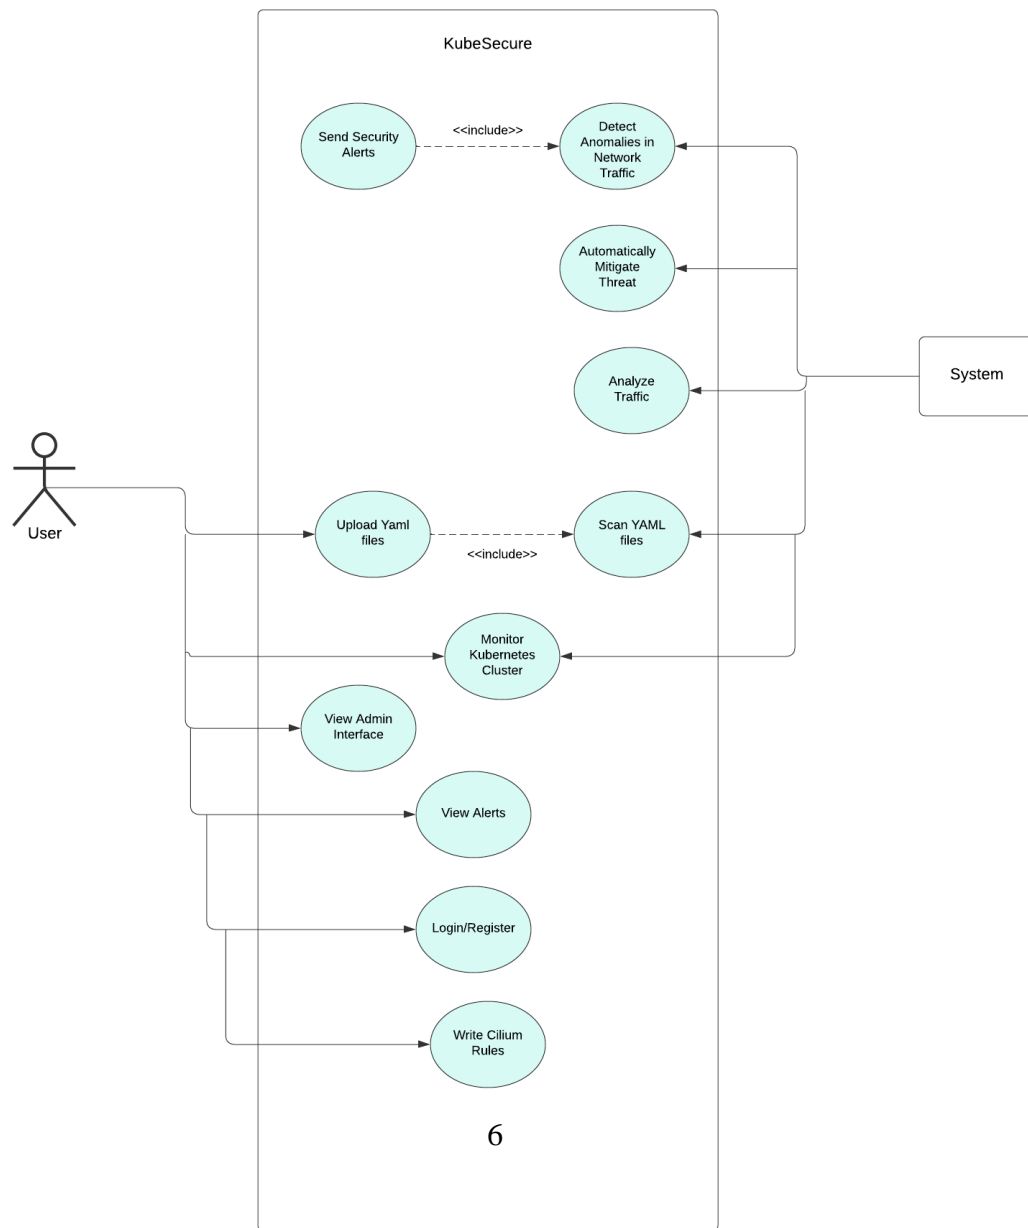 KubeSecure
Send Security
Alerts
<<include>>
Detect
Anomalies in
Network
Traffic
Automatically
Mitigate
Threat
Analyze
Traffic
System
User
Upload Yaml
files
<<include>>
Scan YAML
files
Monitor
Kubernetes
Cluster
View Admin
Interface
View Alerts
Login/Register
Write Cilium
Rules
6